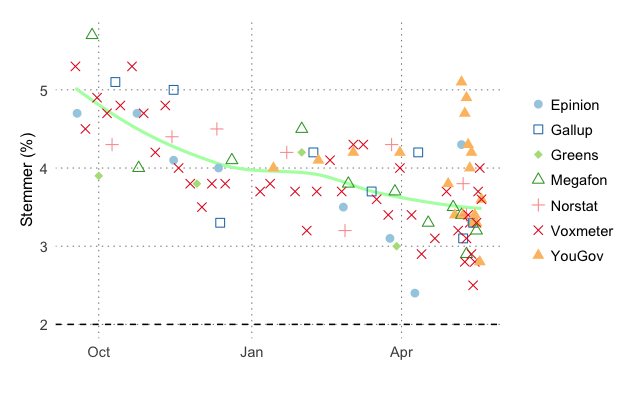 Stemmer (%)
5
4
3
2
Oct
Jan
Apr
Epinion
Gallup
Greens
Megafon
Norstat
Voxmeter
YouGov